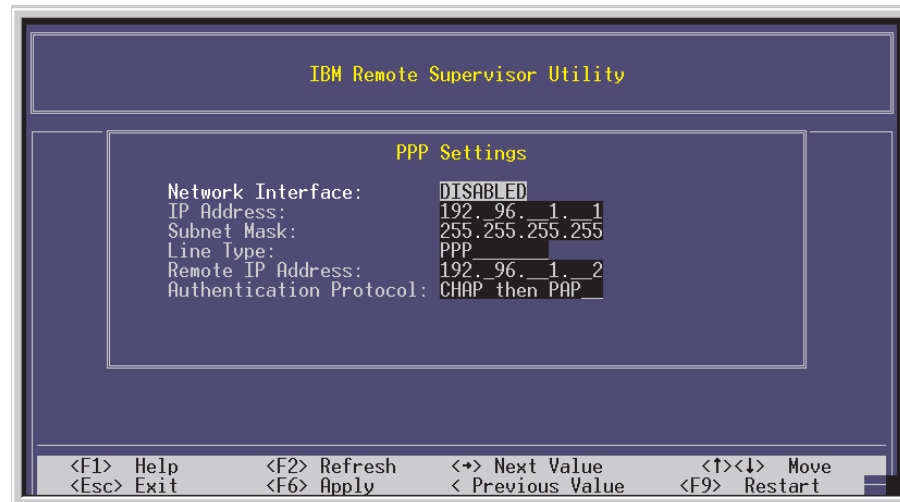 IBM Remote Supervisor Utility
PPP Settings
Network Interface: DISABLED
IP Address: 192._96.__1.__1
Subnet Mask: 255.255.255.255
Line Type: PPP_______
Remote IP Address: 192._96.__1.__2
Authentication Protocol: CHAP then PAP__
<F1> Help <F2> Refresh <→> Next Value <↑><↓> Move
<Esc> Exit <F6> Apply < Previous Value <F9> Restart